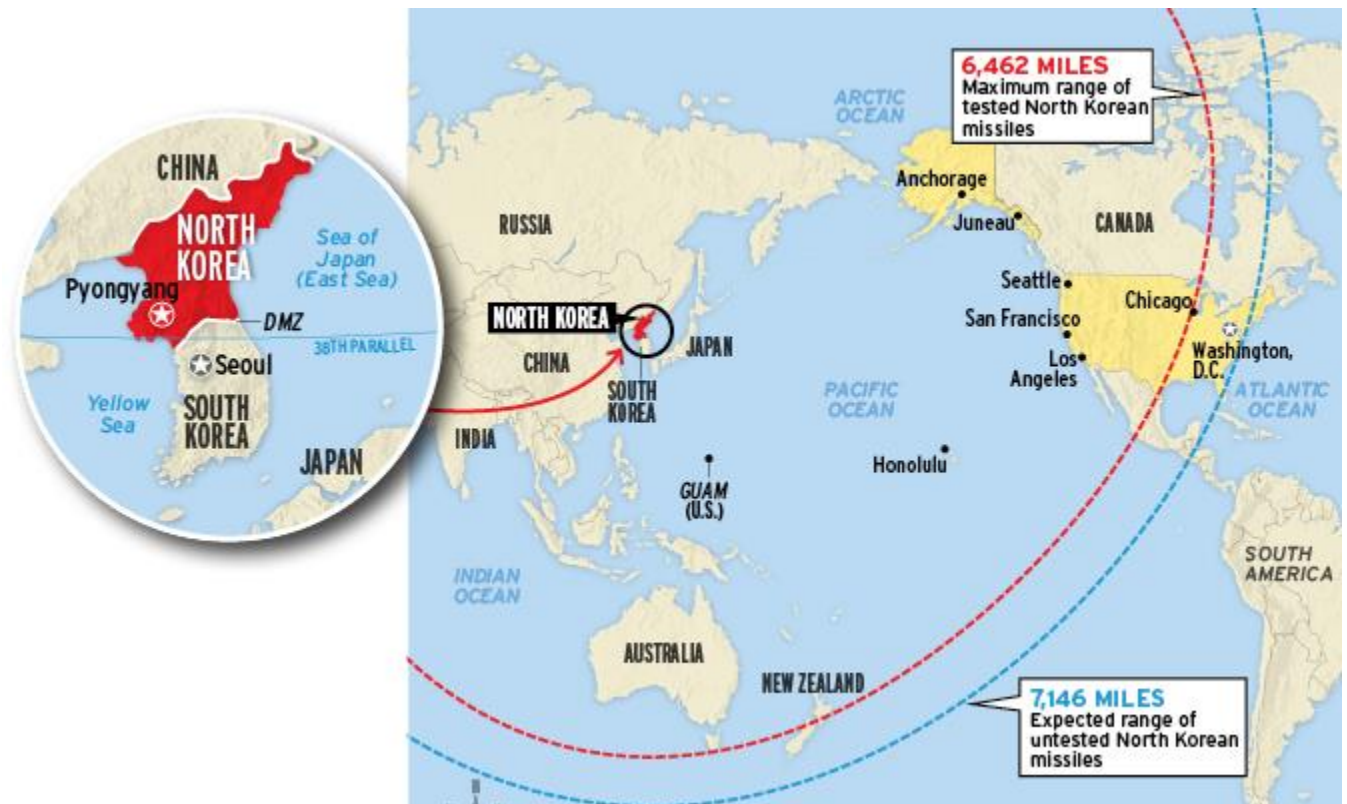 CHINA
NORTH
KOREA
Sea of
Japan
(East Sea)
Pyongyang
DMZ
38TH PARALLEL
Seoul
Yellow
Sea
SOUTH
KOREA
JAPAN
6,462 MILES
Maximum range of
tested North Korean
missiles
ARCTIC
OCEAN
Anchorage
Juneau
CANADA
RUSSIA
Seattle
Chicago
NORTH KOREA
San Francisco
JAPAN
CHINA
Los
Angeles
Washington,
D.C.
SOUTH
KOREA
PACIFIC
OCEAN
ATLANTIC
OCEAN
INDIA
Honolulu
GUAM
(U.S.)
SOUTH
AMERICA
INDIAN
OCEAN
AUSTRALIA
NEW ZEALAND
7,146 MILES
Expected range of
untested North Korean
missiles